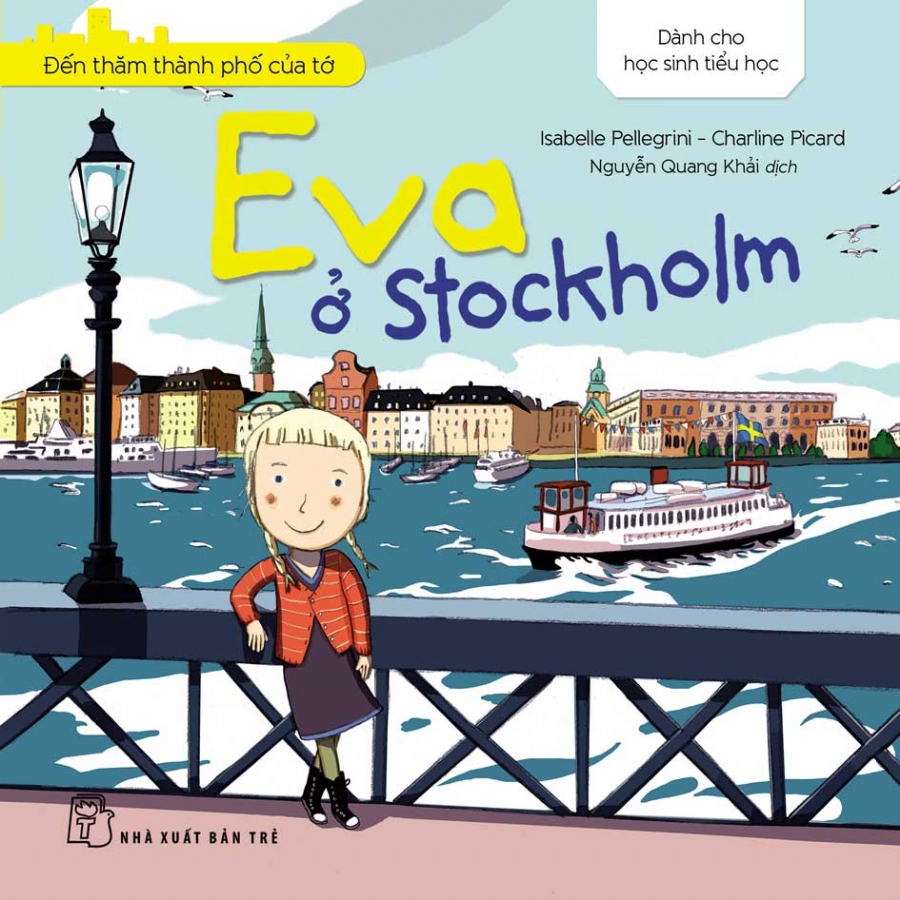 Đến thăm thành phố của tớ
Dành cho
học sinh tiểu học
Isabelle Pellegrini - Charline Picard
Nguyễn Quang Khải dịch
Eva
ở Stockholm
T
NHÀ XUẤT BẢN TRẺ